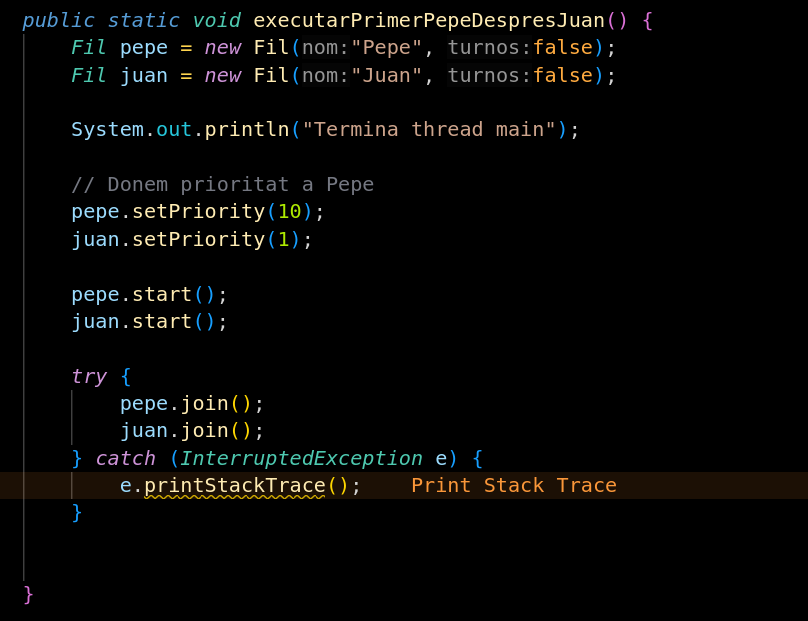 public static void executarPrimerPepeDespresJuan() {
Fil pepe = new Fil(nom:"Pepe", turnos:false);
Fil juan = new Fil(nom:"Juan", turnos:false);
System.out.println("Termina thread main");
// Donem prioritat a Pepe
pepe.setPriority(10);
juan.setPriority(1);
pepe.start();
juan.start();
try {
pepe.join();
juan.join();
} catch (InterruptedException e) {
e.printStackTrace(); Print Stack Trace
}
}